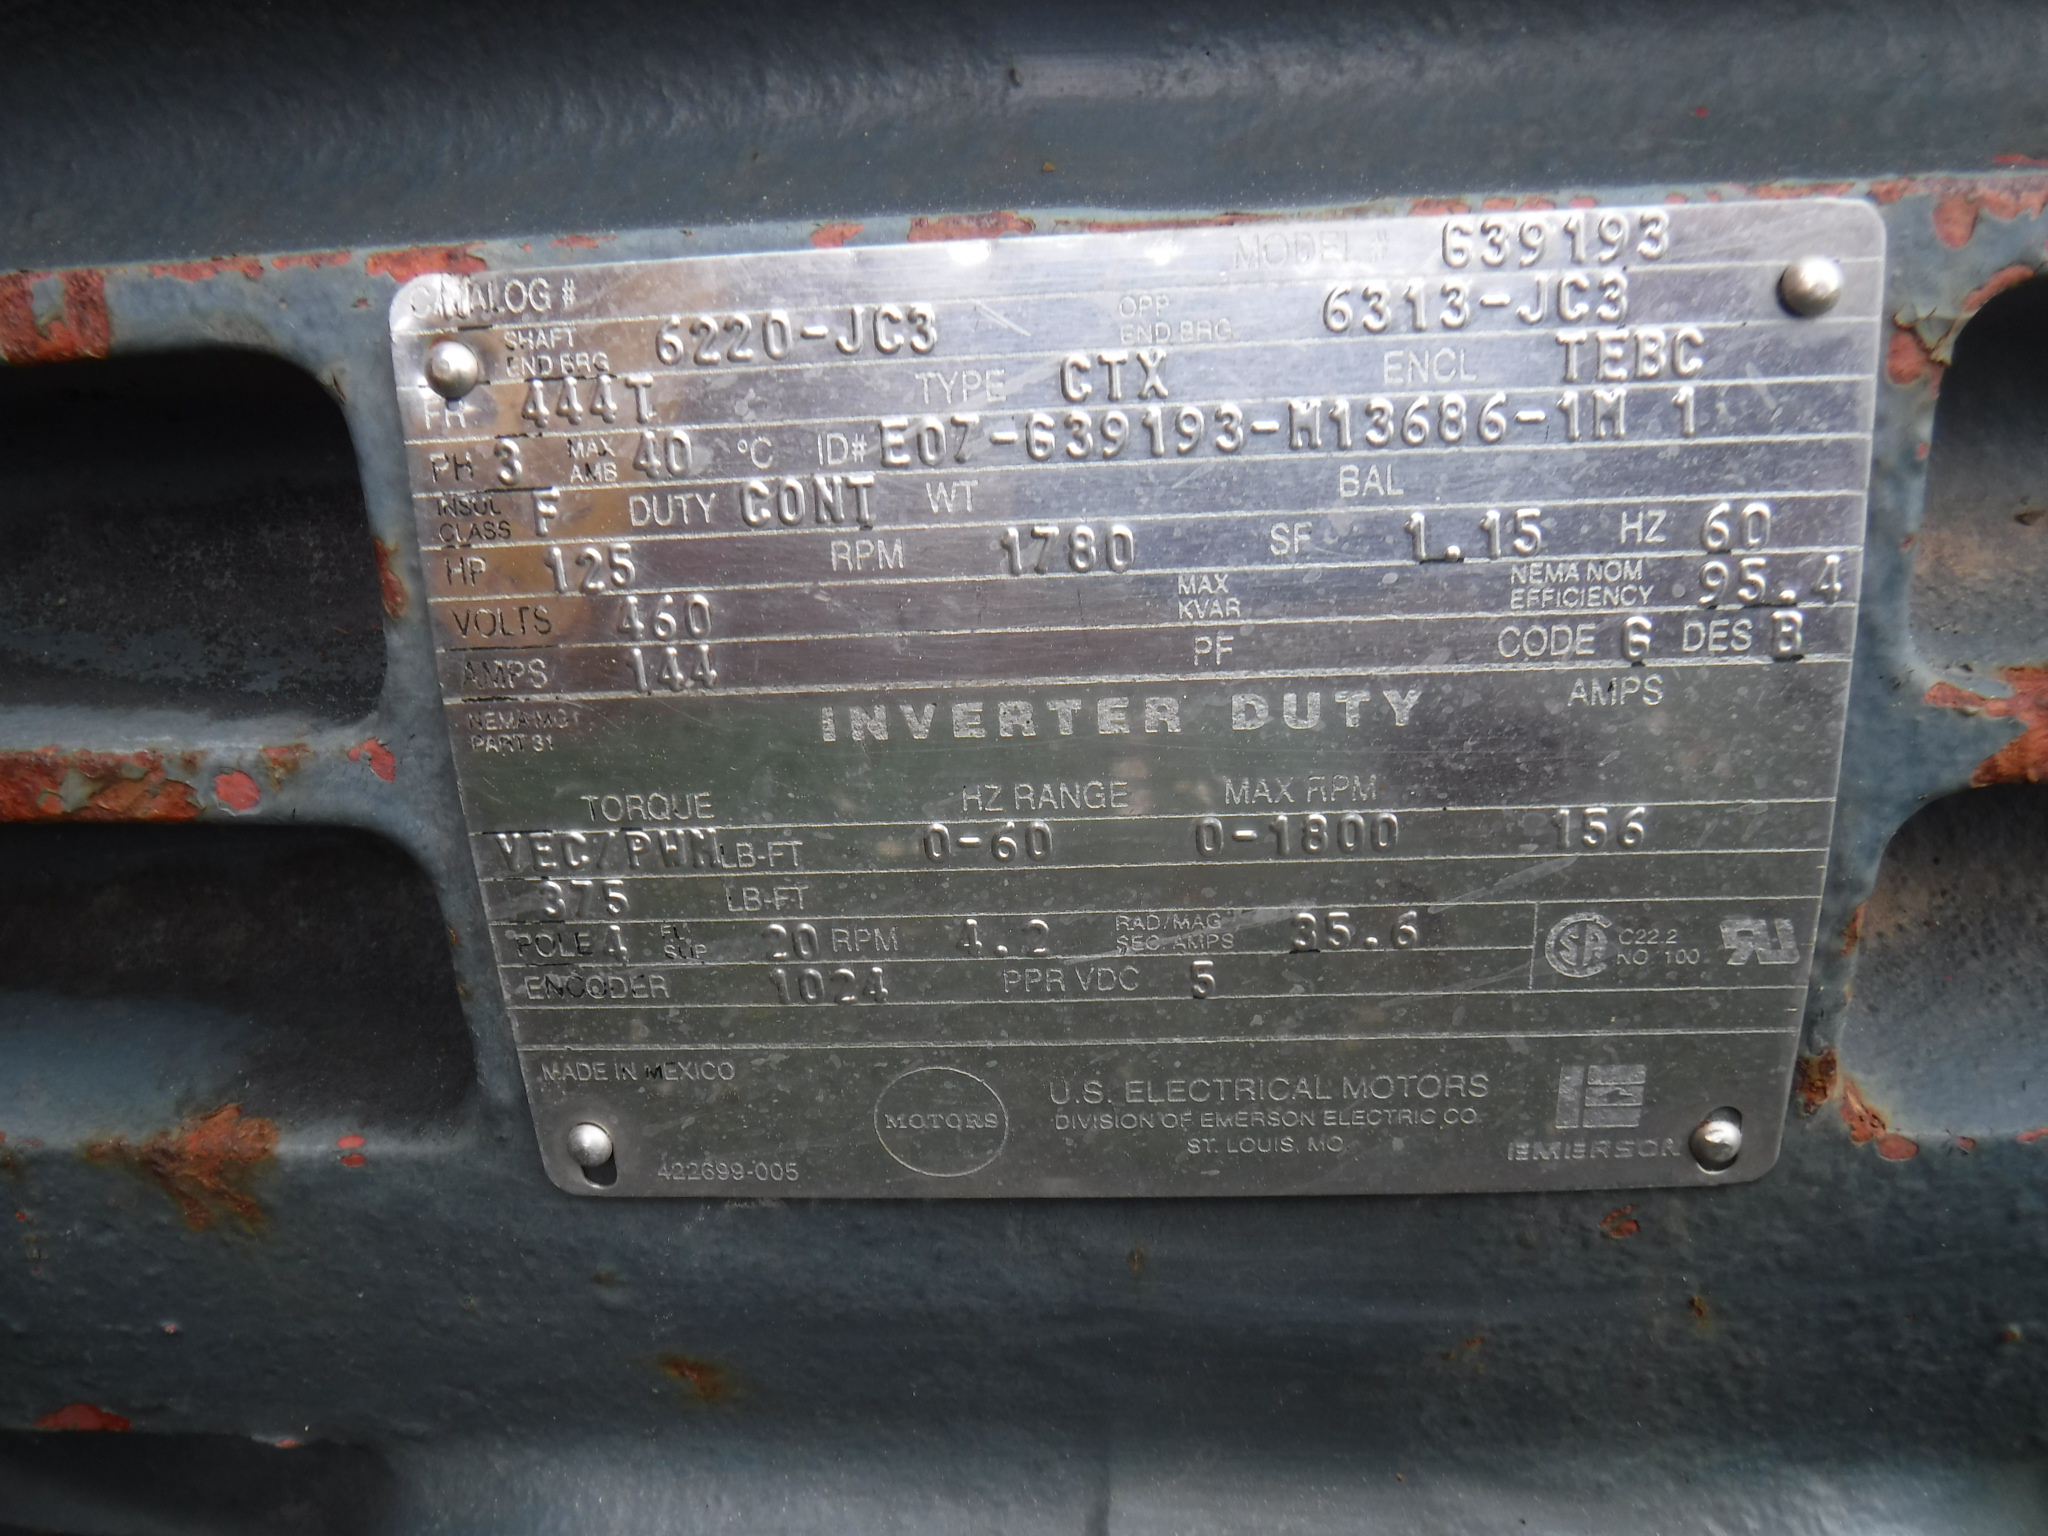 CATALOG # MODEL # G39193
SHAFT END BRG 6220-JC3 OPP END BRG 6313-JC3
FR 444T TYPE CTX ENCL TEBC
PH 3 MAX AMB 40 °C ID# E07-G39193-M13686-1M 1
INSUL CLASS F DUTY CONT WT BAL
HP 125 RPM 1780 SF 1.15 HZ 60
VOLTS 460 MAX KVAR NEMA NOM EFFICIENCY 95.4
AMPS 144 PF CODE G DES B
NEMA-MG1 PART 31 INVERTER DUTY AMPS
TORQUE HZ RANGE MAX RPM
VEC/PWM LB-FT 0-60 0-1800 156
375 LB-FT
POLE 4 FL SLIP 20 RPM 4.2 RAD/SEC MAG AMPS 35.6
ENCODER 1024 PPR VDC 5
C22.2 NO. 100
MADE IN MEXICO
MOTORS
U.S. ELECTRICAL MOTORS
DIVISION OF EMERSON ELECTRIC CO.
ST. LOUIS, MO.
EMERSON
422699-005